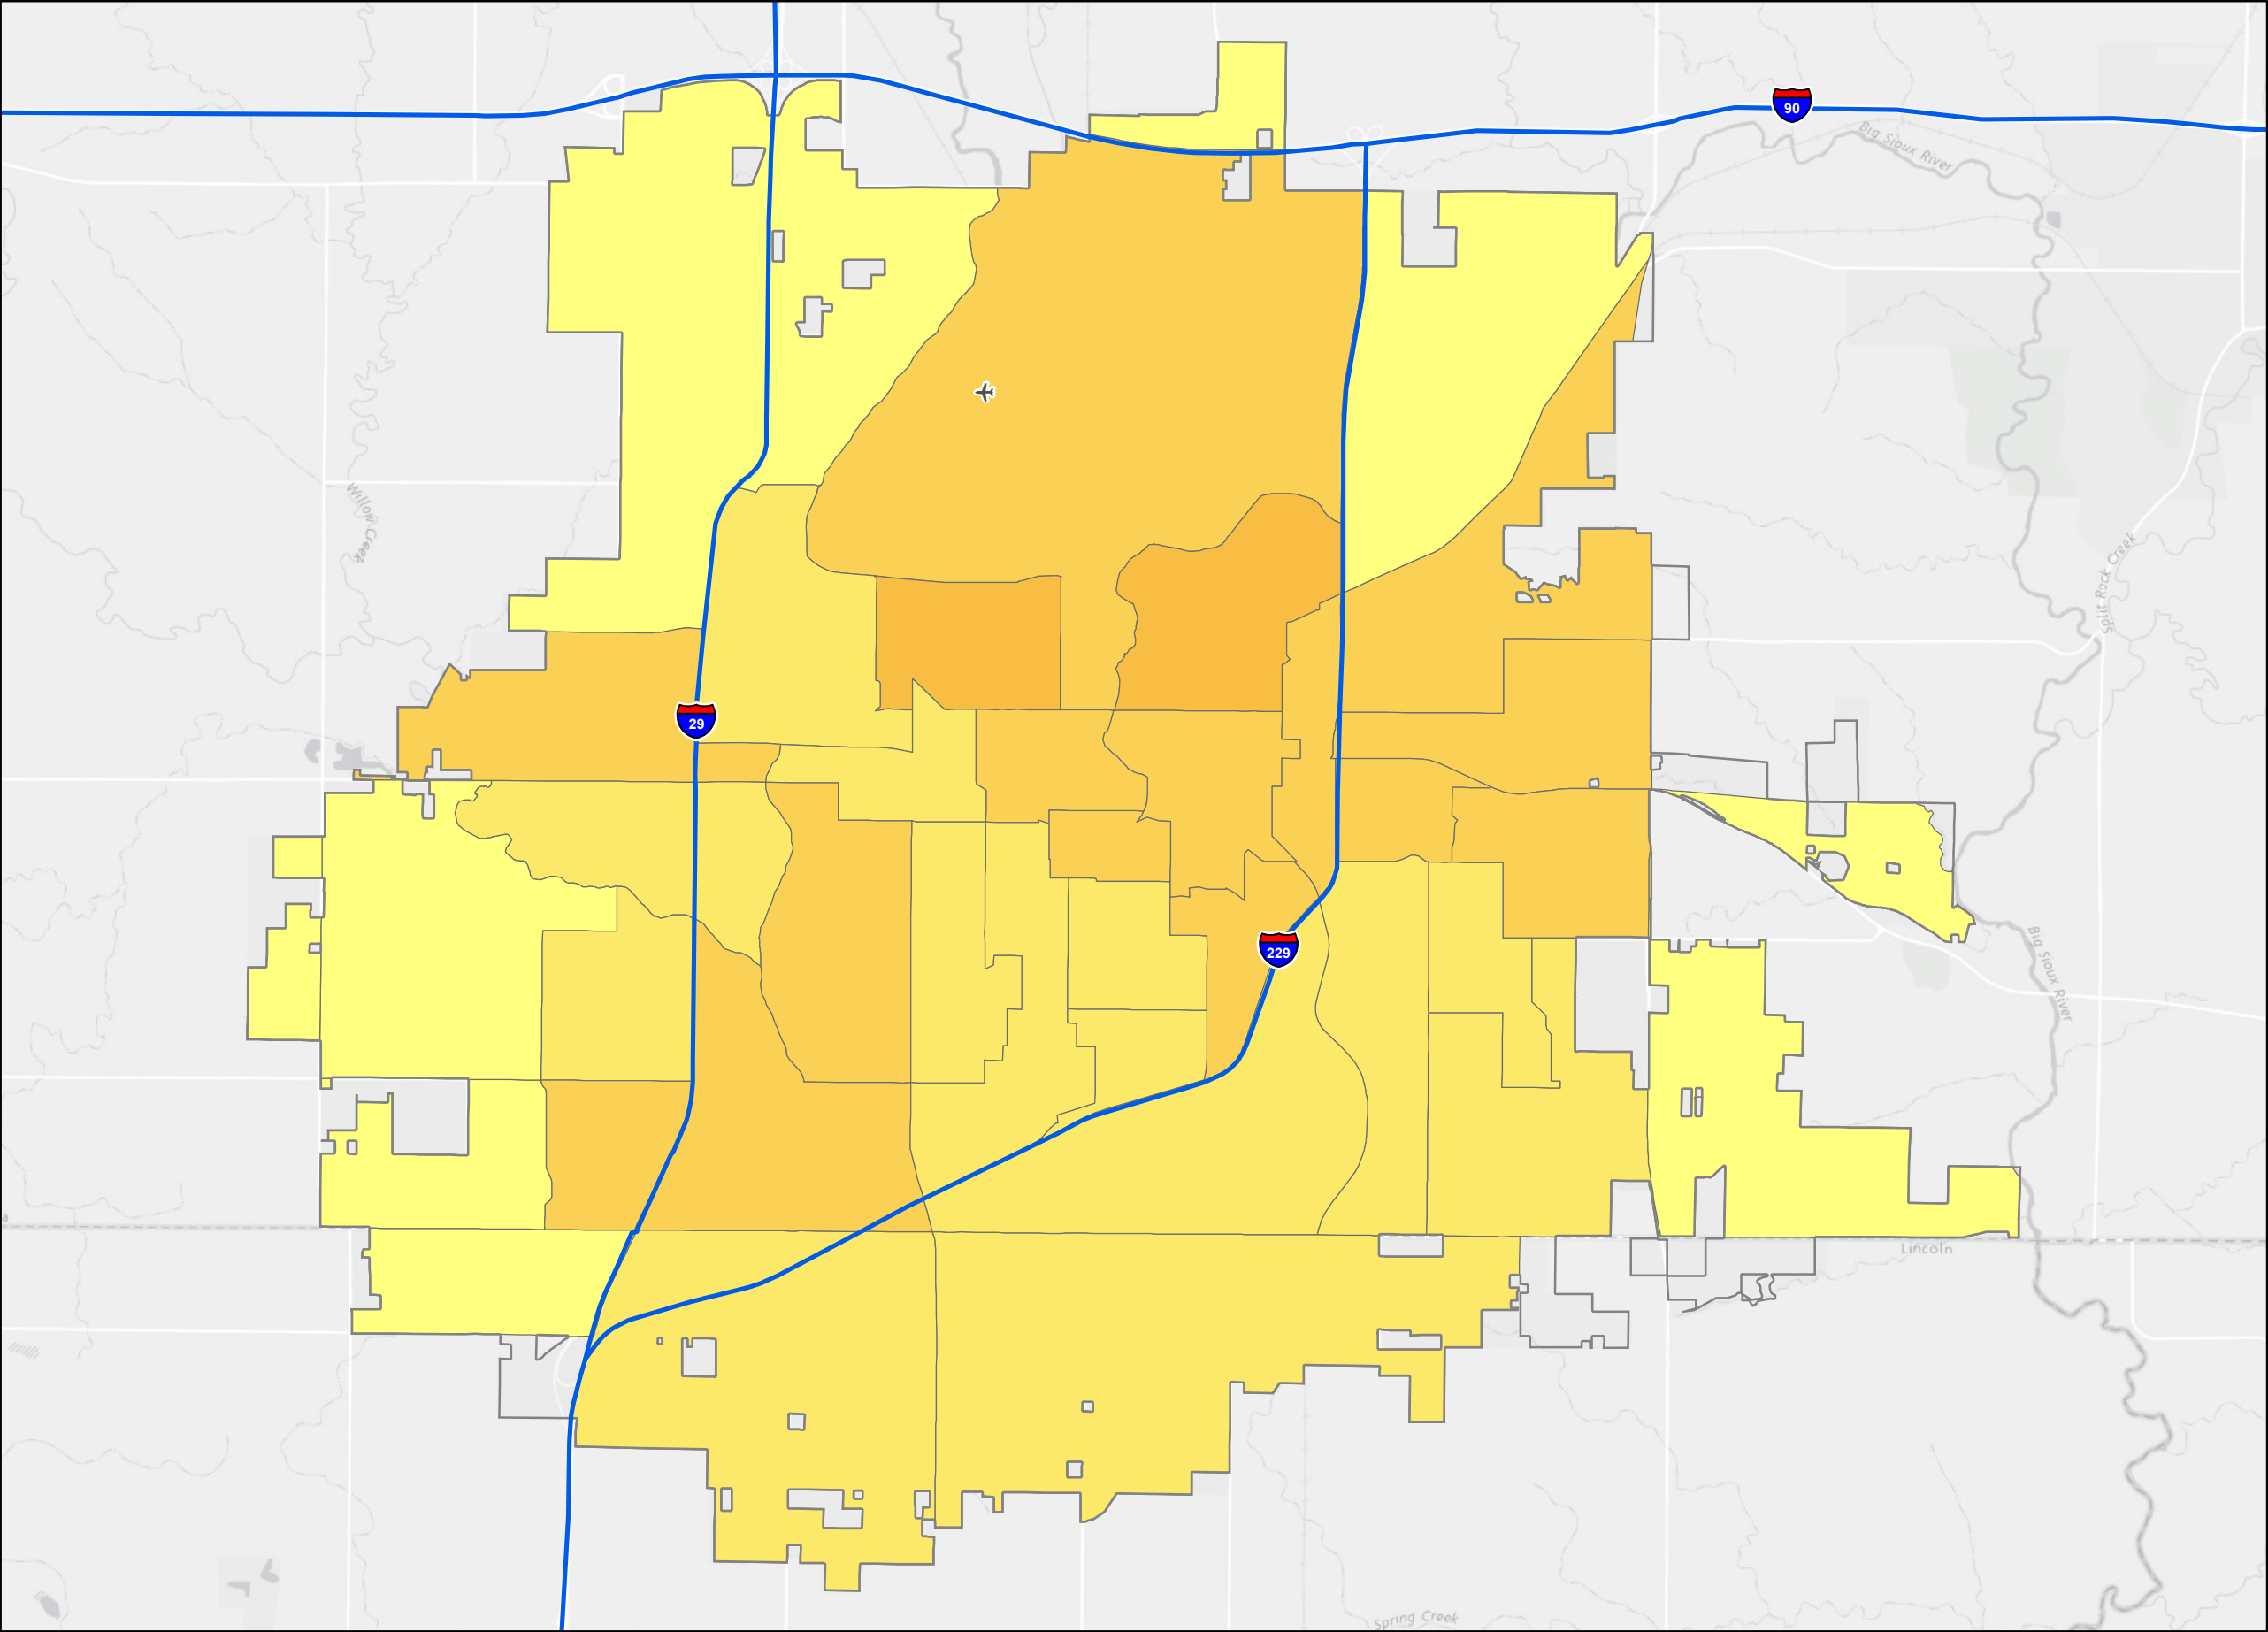 90
Big Sioux River
Willow Creek
Split Rock Creek
29
229
Big Sioux River
a
Lincoln
Spring Creek